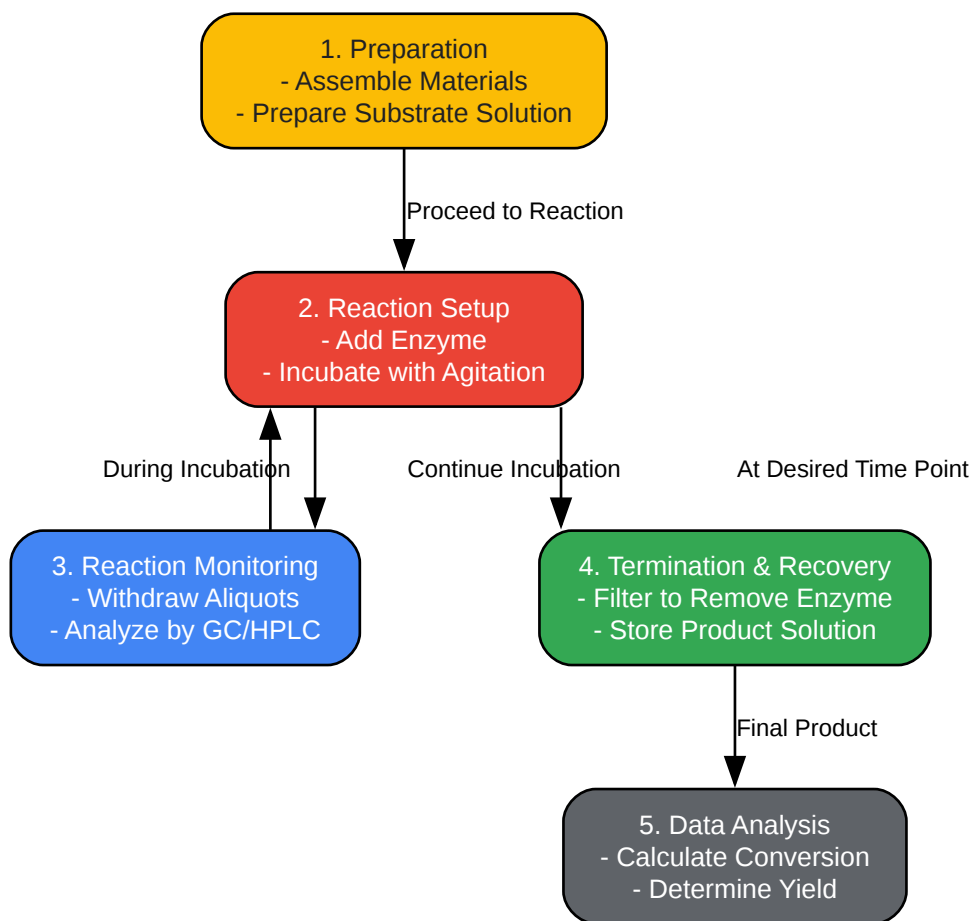 1. Preparation
- Assemble Materials
- Prepare Substrate Solution
Proceed to Reaction
2. Reaction Setup
- Add Enzyme
- Incubate with Agitation
During Incubation
Continue Incubation
At Desired Time Point
3. Reaction Monitoring
- Withdraw Aliquots
- Analyze by GC/HPLC
4. Termination & Recovery
- Filter to Remove Enzyme
- Store Product Solution
Final Product
5. Data Analysis
- Calculate Conversion
- Determine Yield